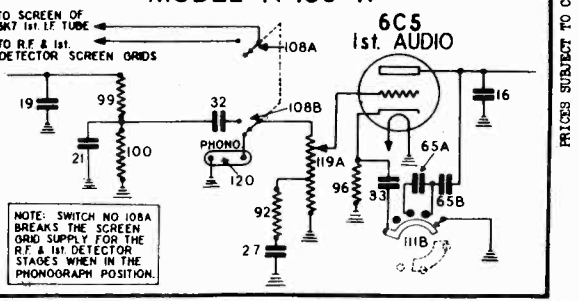 TO SCREEN OF
6K7 1st. I.F. TUBE
TO R.F. & 1st.
DETECTOR SCREEN GRIDS
108A
6C5
1st. AUDIO
19
99
32
108B
16
21
100
PHONO.
120
119A
65A
96
33
65B
92
27
111B
NOTE: SWITCH NO 108A
BREAKS THE SCREEN
GRID SUPPLY FOR THE
R.F. & 1st. DETECTOR
STAGES WHEN IN THE
PHONOGRAPH POSITION.
PRICES SUBJECT TO C